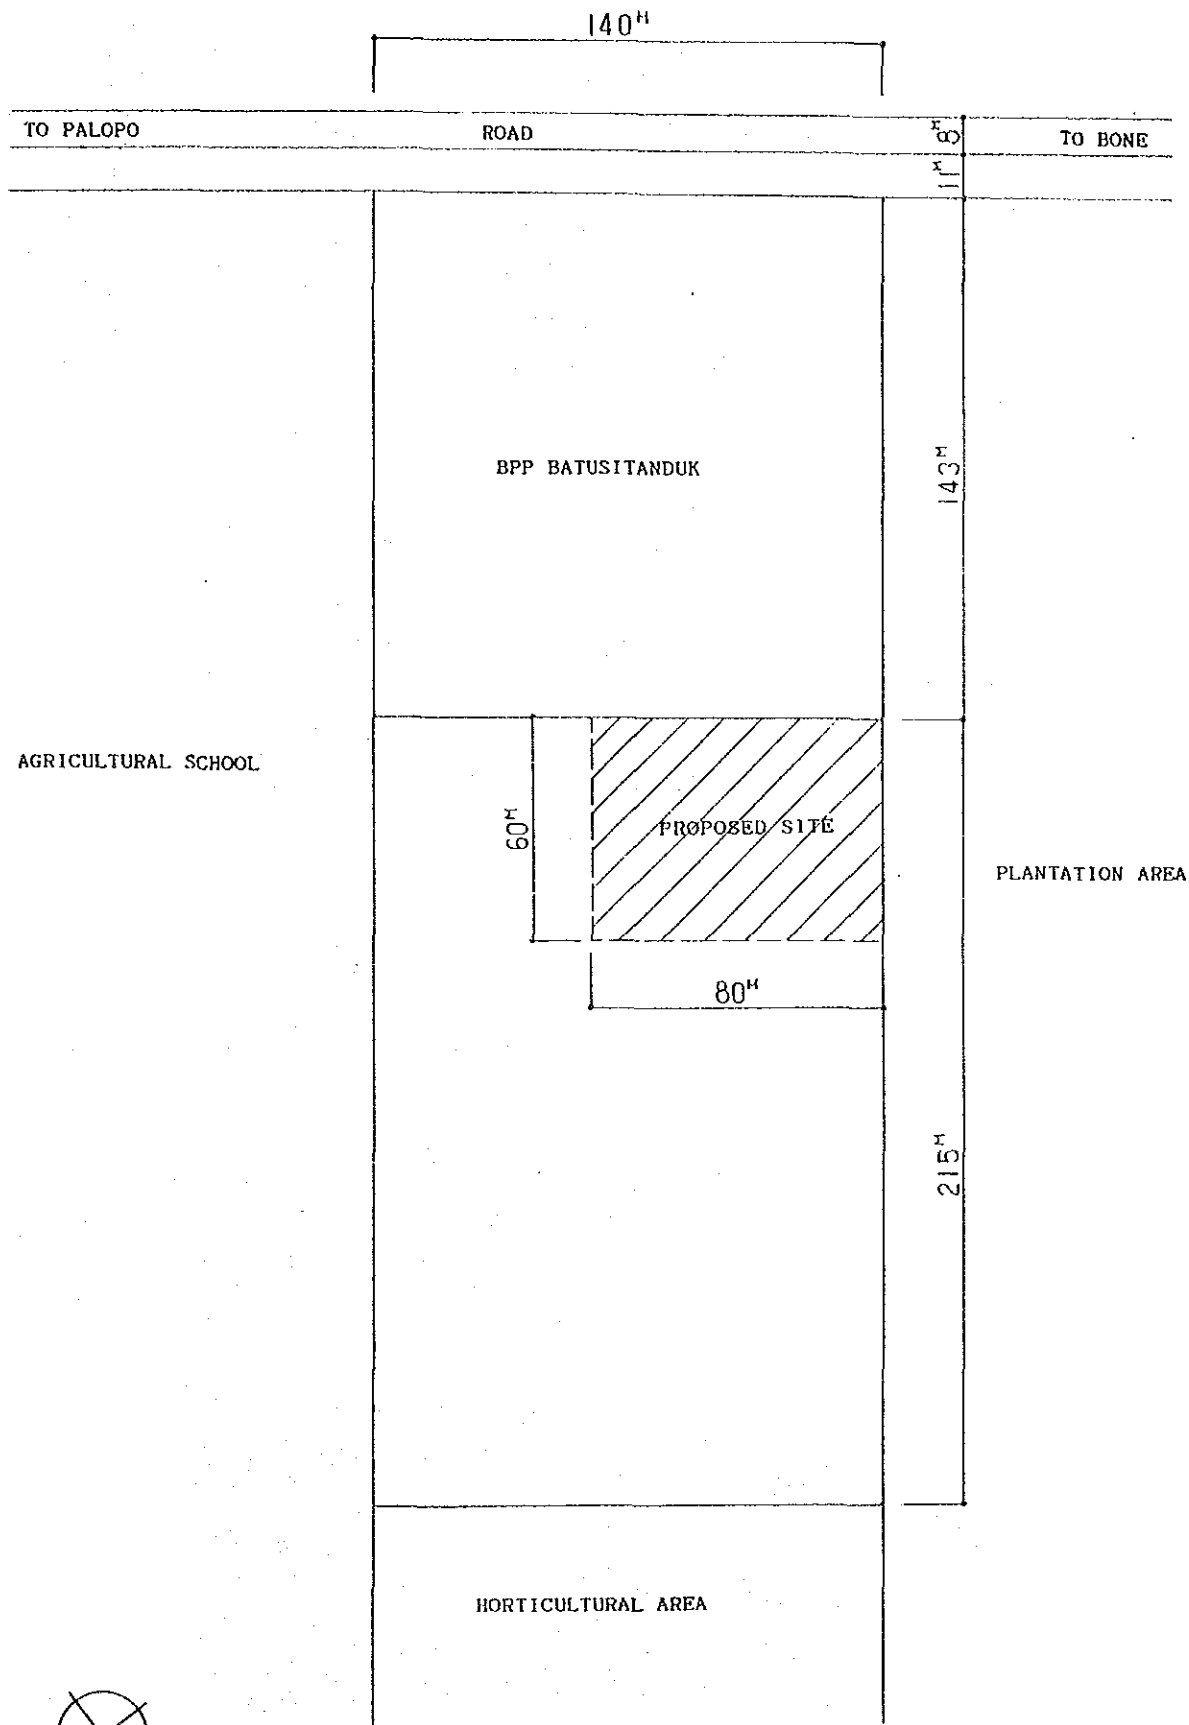 140M
TO PALOPO
ROAD
8M
TO BONE
11M
BPP BATUSITANDUK
143M
AGRICULTURAL SCHOOL
60M
PROPOSED SITE
PLANTATION AREA
80M
215M
HORTICULTURAL AREA